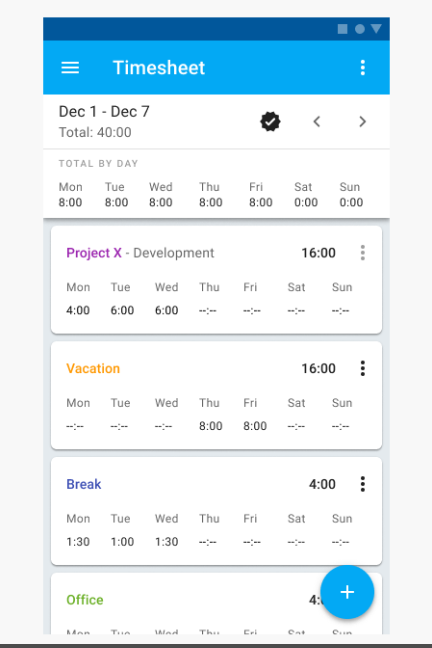 Timesheet
Dec 1 - Dec 7
Total: 40:00
TOTAL BY DAY
Mon Tue Wed Thu Fri Sat Sun
8:00 8:00 8:00 8:00 8:00 0:00 0:00
Project X - Development 16:00
Mon Tue Wed Thu Fri Sat Sun
4:00 6:00 6:00 --:-- --:-- --:-- --:--
Vacation 16:00
Mon Tue Wed Thu Fri Sat Sun
--:-- --:-- --:-- 8:00 8:00 --:-- --:--
Break 4:00
Mon Tue Wed Thu Fri Sat Sun
1:30 1:00 1:30 --:-- --:-- --:-- --:--
Office
Mon Tue Wed Thu Fri Sat Sun